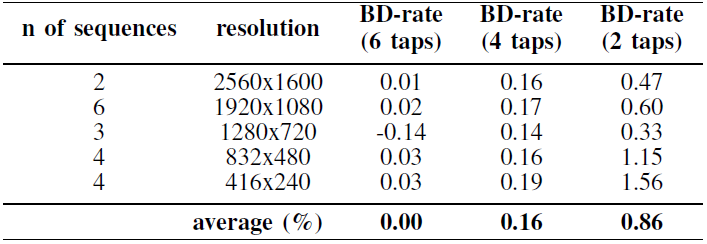 n of sequences resolution BD-rate (6 taps) BD-rate (4 taps) BD-rate (2 taps)
2 2560x1600 0.01 0.16 0.47
6 1920x1080 0.02 0.17 0.60
3 1280x720 -0.14 0.14 0.33
4 832x480 0.03 0.16 1.15
4 416x240 0.03 0.19 1.56
average (%) 0.00 0.16 0.86